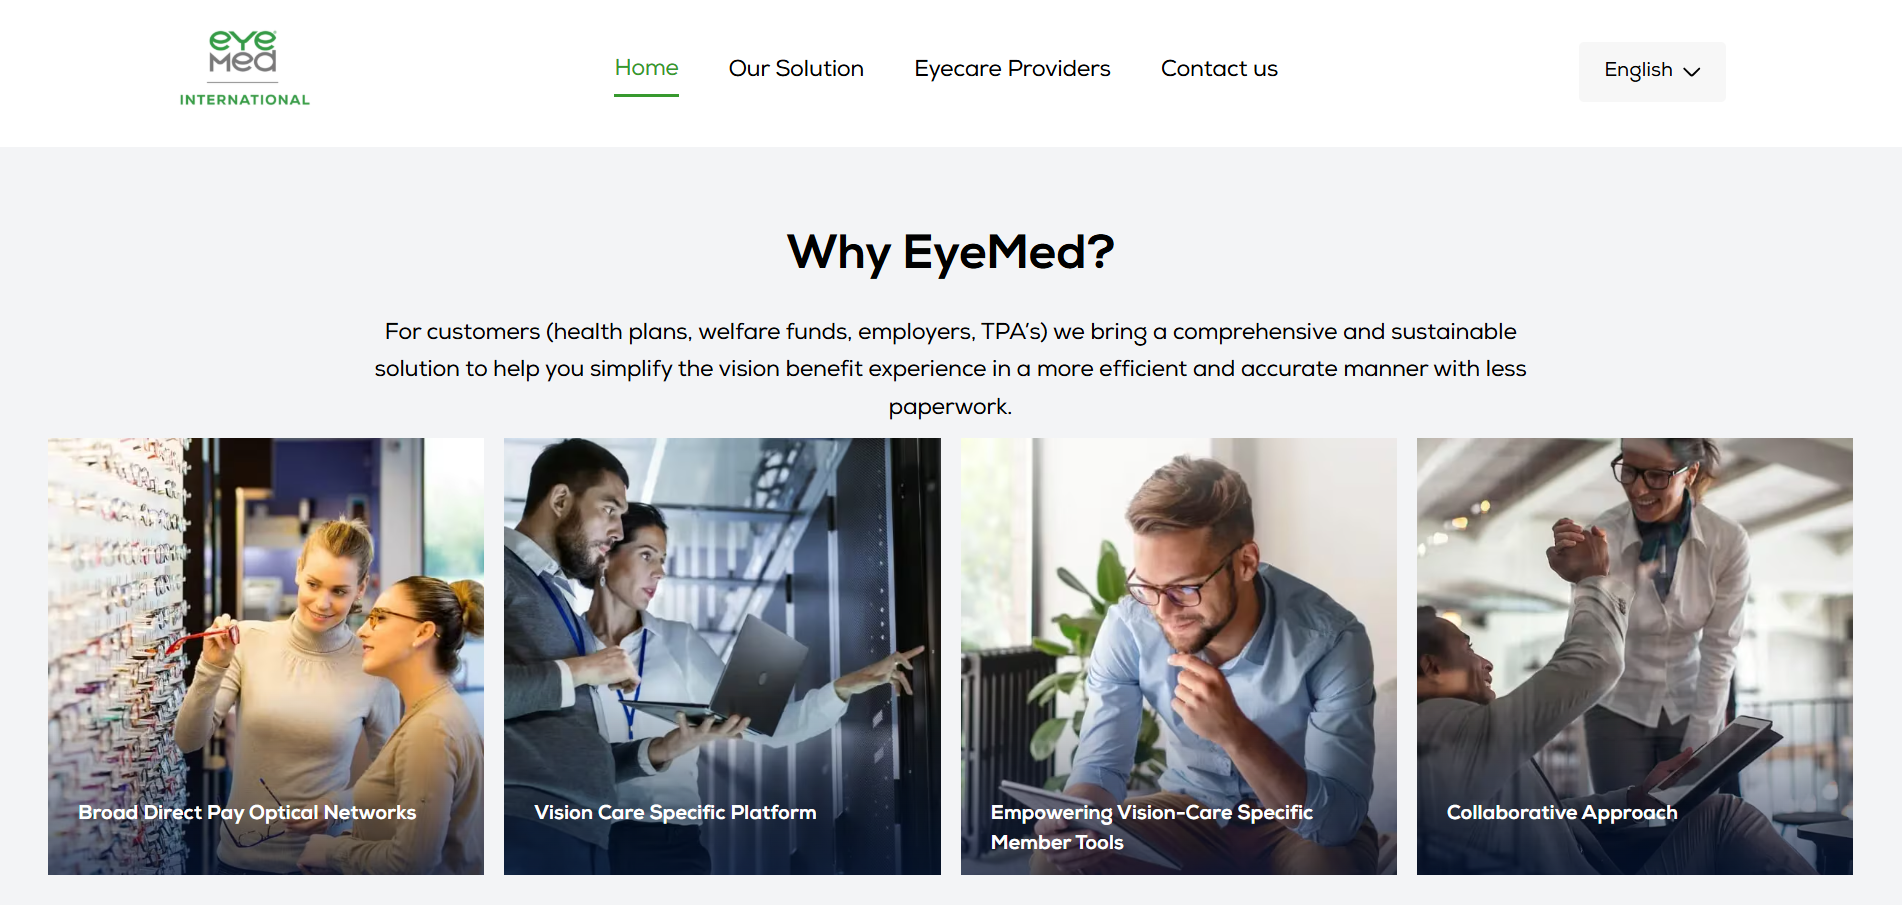 eye
Med
INTERNATIONAL
Home
Our Solution
Eyecare Providers
Contact us
English
Why EyeMed?
For customers (health plans, welfare funds, employers, TPA’s) we bring a comprehensive and sustainable
solution to help you simplify the vision benefit experience in a more efficient and accurate manner with less
paperwork.
Broad Direct Pay Optical Networks
Vision Care Specific Platform
Empowering Vision-Care Specific
Member Tools
Collaborative Approach